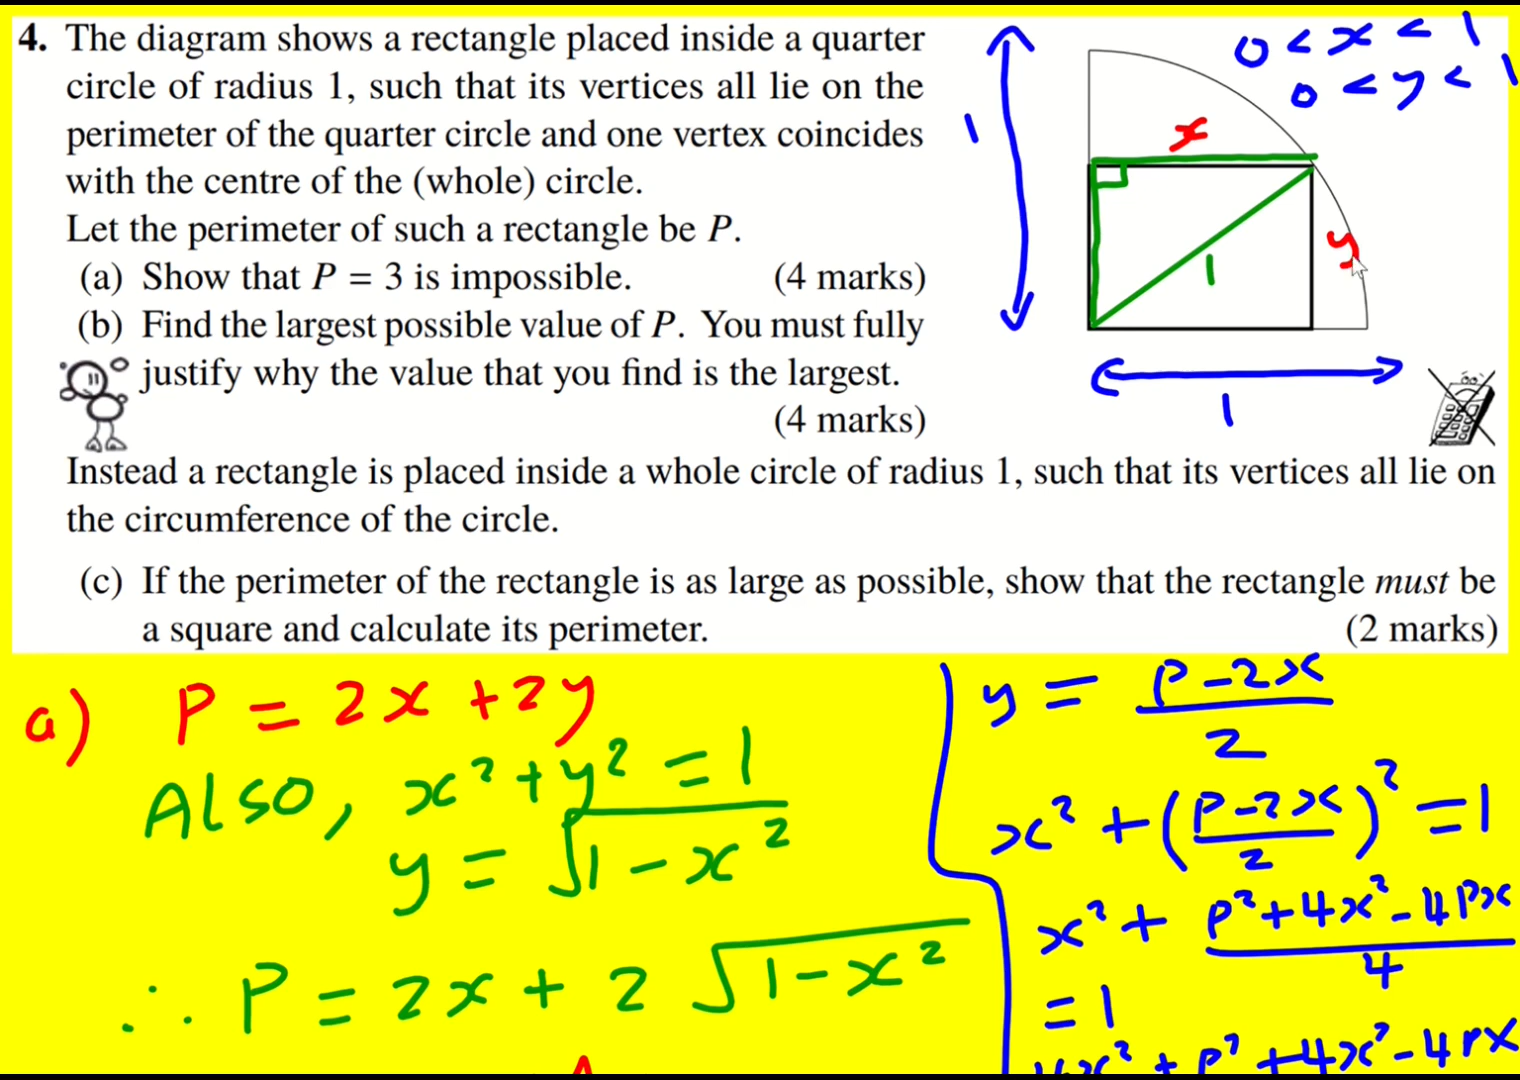 4. The diagram shows a rectangle placed inside a quarter
circle of radius 1, such that its vertices all lie on the
perimeter of the quarter circle and one vertex coincides
with the centre of the (whole) circle.
Let the perimeter of such a rectangle be P.
(a) Show that P = 3 is impossible. (4 marks)
(b) Find the largest possible value of P. You must fully
justify why the value that you find is the largest.
(4 marks)
0 < x < 1
0 < y < 1
1
x
y
1
1
Instead a rectangle is placed inside a whole circle of radius 1, such that its vertices all lie on
the circumference of the circle.
(c) If the perimeter of the rectangle is as large as possible, show that the rectangle must be
a square and calculate its perimeter. (2 marks)
a) P = 2x + 2y
Also, x² + y² = 1
y = √(1 - x²)
∴ P = 2x + 2√(1 - x²)
y = (P - 2x)/2
x² + ((P - 2x)/2)² = 1
x² + (P² + 4x² - 4Px)/4
= 1
4x² + P² + 4x² - 4Px